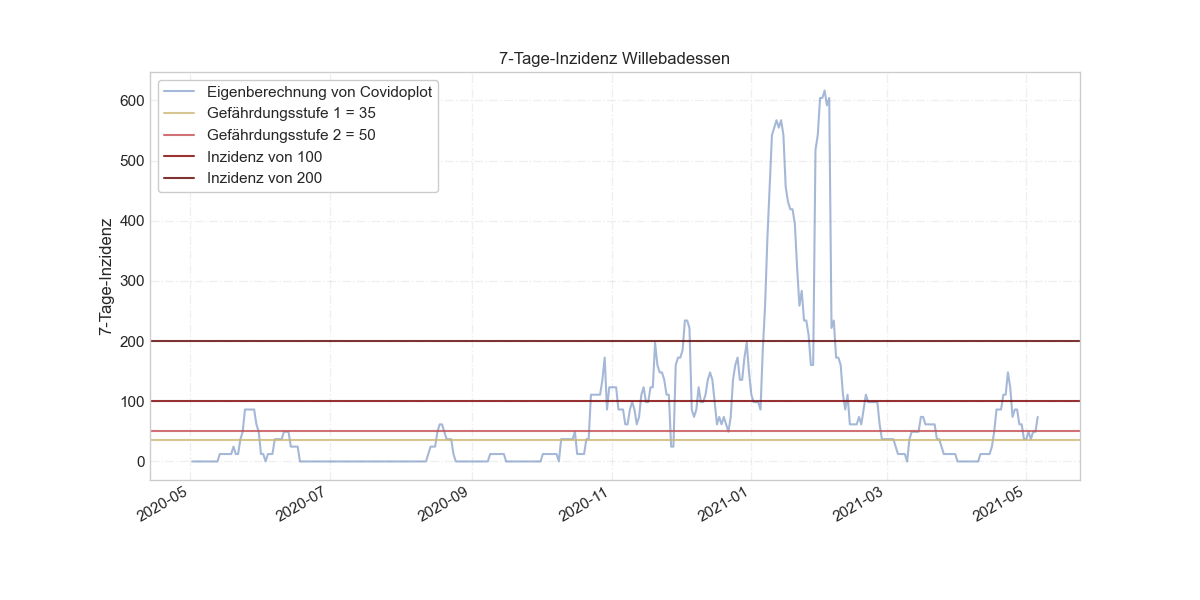 7-Tage-Inzidenz Willebadessen
Eigenberechnung von Covidoplot
Gefährdungsstufe 1 = 35
Gefährdungsstufe 2 = 50
Inzidenz von 100
Inzidenz von 200
7-Tage-Inzidenz
600
500
400
300
200
100
0
2020-05
2020-07
2020-09
2020-11
2021-01
2021-03
2021-05